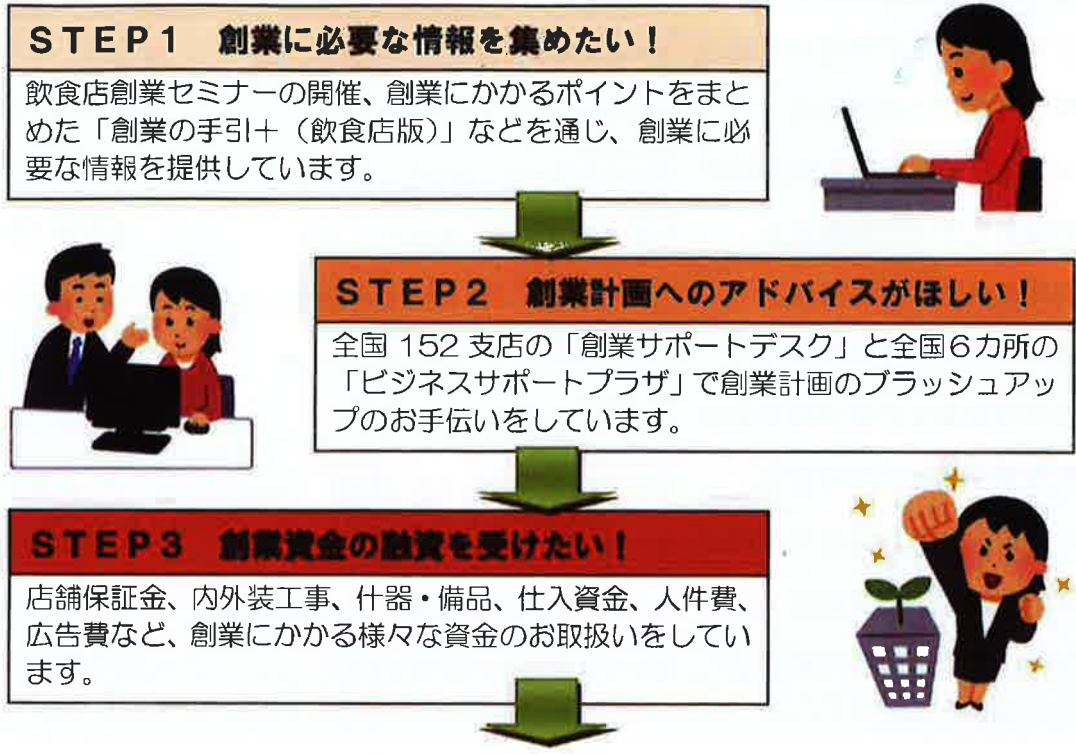 STEP1 創業に必要な情報を集めたい!
飲食店創業セミナーの開催、創業にかかるポイントをまと
めた「創業の手引+(飲食店版)」などを通じ、創業に必
要な情報を提供しています。
STEP2 創業計画へのアドバイスがほしい!
全国 152 支店の「創業サポートデスク」と全国6カ所の
「ビジネスサポートプラザ」で創業計画のブラッシュアッ
プのお手伝いをしています。
STEP3 創業資金の融資を受けたい!
店舗保証金、内外装工事、什器・備品、仕入資金、人件費、
広告費など、創業にかかる様々な資金のお取扱いをしてい
ます。